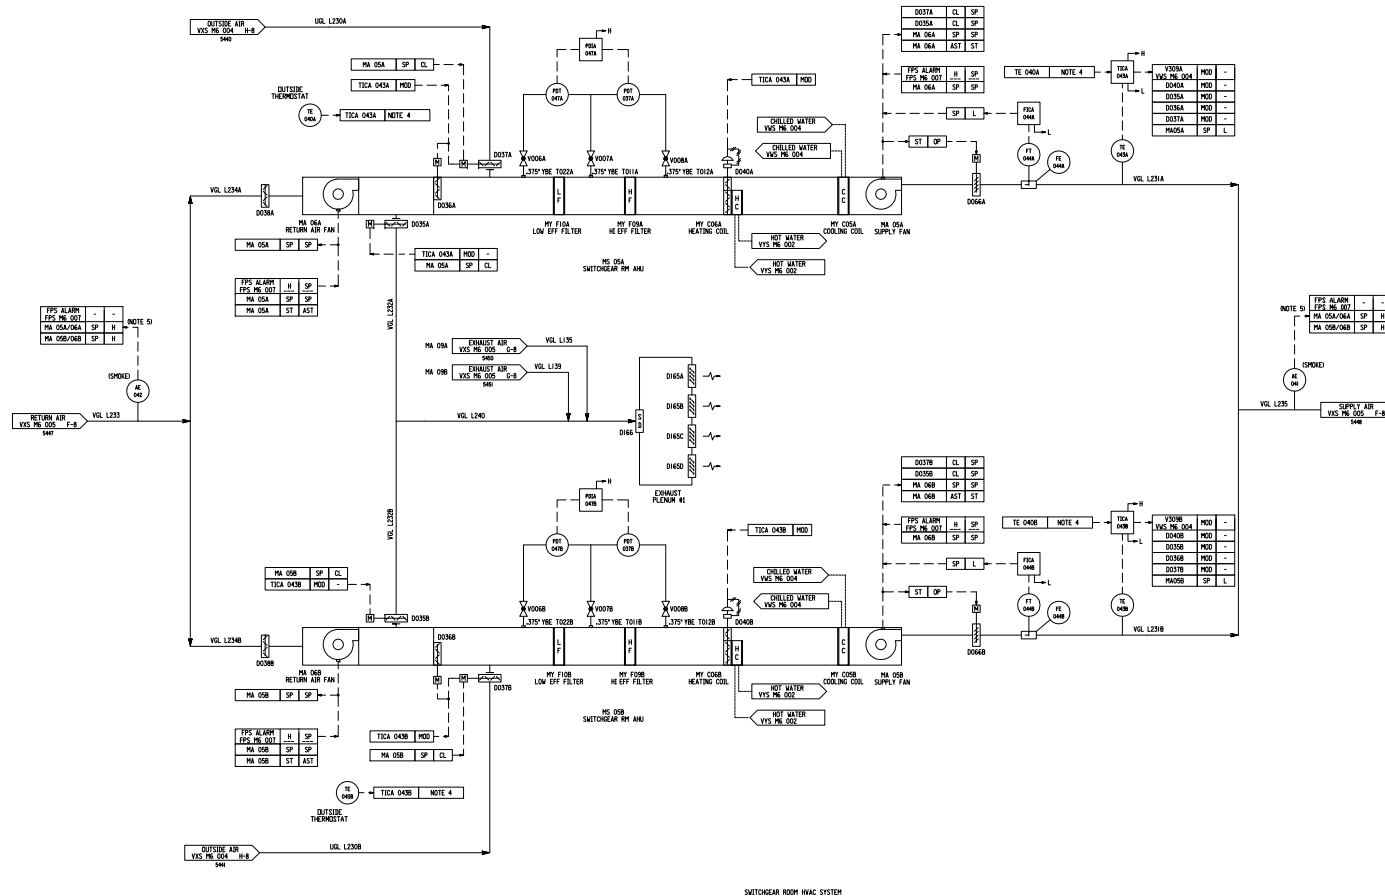 OUTSIDE AIR
VXS M6 004 H-8
5440
UGL L230A
MA 05A SP CL
TICA 043A MOD
OUTSIDE
THERMOSTAT
TE
040A
TICA 043A NOTE 4
M
M
D037A
PDIA
047A
H
PDT
047A
PDT
037A
V006A
V007A
V008A
.375" YBE T022A
.375" YBE T011A
.375" YBE T012A
TICA 043A MOD
D040A
CHILLED WATER
VWS M6 004
CHILLED WATER
VWS M6 004
D037A CL SP
D035A CL SP
MA 06A SP SP
MA 06A AST ST
FPS ALARM H SP
FPS M6 007
MA 06A SP SP
SP L
ST OP
M
D066A
FICA
044A
L
FT
044A
FE
044A
TE 040A NOTE 4
TICA
043A
H
L
TE
043A
V309A MOD -
VWS M6 004
D040A MOD -
D035A MOD -
D036A MOD -
D037A MOD -
MA05A SP L
VGL L234A
D038A
MA 06A
RETURN AIR FAN
D036A
M
D035A
LF
HF
HC
CC
MY F10A
LOW EFF FILTER
MY F09A
HI EFF FILTER
MY C06A
HEATING COIL
MY C05A
COOLING COIL
MA 05A
SUPPLY FAN
VGL L231A
MA 05A SP SP
TICA 043A MOD -
MA 05A SP CL
HOT WATER
VYS M6 002
HOT WATER
VYS M6 002
MS 05A
SWITCHGEAR RM AHU
FPS ALARM H SP
FPS M6 007
MA 05A SP SP
MA 05A ST AST
VGL L232A
FPS ALARM - -
FPS M6 007
MA 05A/06A SP H
MA 05B/06B SP H
(NOTE 5)
(SMOKE)
AE
042
RETURN AIR
VXS M6 005 F-8
5447
VGL L233
MA 09A
EXHAUST AIR
VXS M6 005 G-8
5450
VGL L135
MA 09B
EXHAUST AIR
VXS M6 005 G-8
5451
VGL L139
VGL L240
D166
D165A
D165B
D165C
D165D
EXHAUST
PLENUM #1
(NOTE 5)
FPS ALARM - -
FPS M6 007
MA 05A/06A SP H
MA 05B/06B SP H
(SMOKE)
AE
041
VGL L235
SUPPLY AIR
VXS M6 005 F-8
5448
VGL L232B
PDIA
047B
H
PDT
047B
PDT
037B
V006B
V007B
V008B
.375" YBE T022B
.375" YBE T011B
.375" YBE T012B
TICA 043B MOD
D040B
CHILLED WATER
VWS M6 004
CHILLED WATER
VWS M6 004
D037B CL SP
D035B CL SP
MA 06B SP SP
MA 06B AST ST
FPS ALARM H SP
FPS M6 007
MA 06B SP SP
SP L
ST OP
M
D066B
FICA
044B
L
FT
044B
FE
044B
TE 040B NOTE 4
TICA
043B
H
L
TE
043B
V309B MOD -
VWS M6 004
D040B MOD -
D035B MOD -
D036B MOD -
D037B MOD -
MA05B SP L
MA 05B SP CL
TICA 043B MOD -
M
D035B
VGL L234B
D038B
MA 06B
RETURN AIR FAN
D036B
M
M
D037B
LF
HF
HC
CC
MY F10B
LOW EFF FILTER
MY F09B
HI EFF FILTER
MY C06B
HEATING COIL
MY C05B
COOLING COIL
MA 05B
SUPPLY FAN
VGL L231B
MA 05B SP SP
HOT WATER
VYS M6 002
HOT WATER
VYS M6 002
MS 05B
SWITCHGEAR RM AHU
FPS ALARM H SP
FPS M6 007
MA 05B SP SP
MA 05B ST AST
TICA 043B MOD
MA 05B SP CL
TE
040B
TICA 043B NOTE 4
OUTSIDE
THERMOSTAT
OUTSIDE AIR
VXS M6 004 H-8
5441
UGL L230B
SWITCHGEAR ROOM HVAC SYSTEM